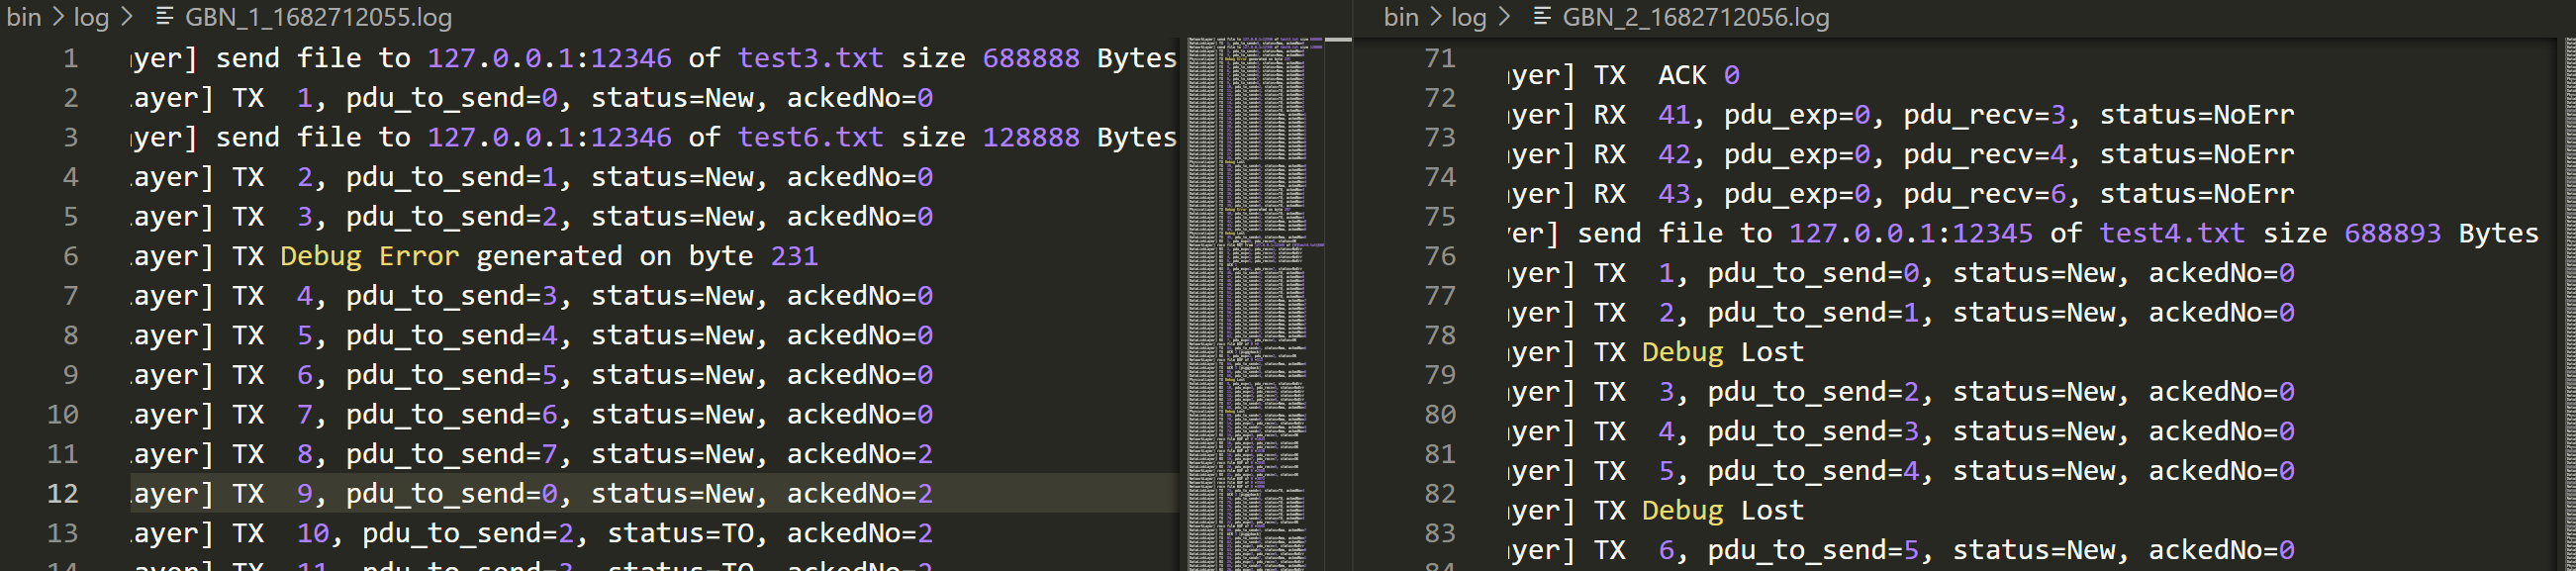 bin > log > GBN_1_1682712055.log
1 yer] send file to 127.0.0.1:12346 of test3.txt size 688888 Bytes
2 ayer] TX  1, pdu_to_send=0, status=New, ackedNo=0
3 yer] send file to 127.0.0.1:12346 of test6.txt size 128888 Bytes
4 ayer] TX  2, pdu_to_send=1, status=New, ackedNo=0
5 ayer] TX  3, pdu_to_send=2, status=New, ackedNo=0
6 ayer] TX Debug Error generated on byte 231
7 ayer] TX  4, pdu_to_send=3, status=New, ackedNo=0
8 ayer] TX  5, pdu_to_send=4, status=New, ackedNo=0
9 ayer] TX  6, pdu_to_send=5, status=New, ackedNo=0
10 ayer] TX  7, pdu_to_send=6, status=New, ackedNo=0
11 ayer] TX  8, pdu_to_send=7, status=New, ackedNo=2
12 ayer] TX  9, pdu_to_send=0, status=New, ackedNo=2
13 ayer] TX  10, pdu_to_send=2, status=TO, ackedNo=2
14 ayer] TX  11, pdu_to_send=3, status=TO, ackedNo=2
bin > log > GBN_2_1682712056.log
71 yer] TX  ACK 0
72 yer] RX  41, pdu_exp=0, pdu_recv=3, status=NoErr
73 yer] RX  42, pdu_exp=0, pdu_recv=4, status=NoErr
74 yer] RX  43, pdu_exp=0, pdu_recv=6, status=NoErr
75 er] send file to 127.0.0.1:12345 of test4.txt size 688893 Bytes
76 yer] TX  1, pdu_to_send=0, status=New, ackedNo=0
77 yer] TX  2, pdu_to_send=1, status=New, ackedNo=0
78 yer] TX Debug Lost
79 yer] TX  3, pdu_to_send=2, status=New, ackedNo=0
80 yer] TX  4, pdu_to_send=3, status=New, ackedNo=0
81 yer] TX  5, pdu_to_send=4, status=New, ackedNo=0
82 yer] TX Debug Lost
83 yer] TX  6, pdu_to_send=5, status=New, ackedNo=0
84